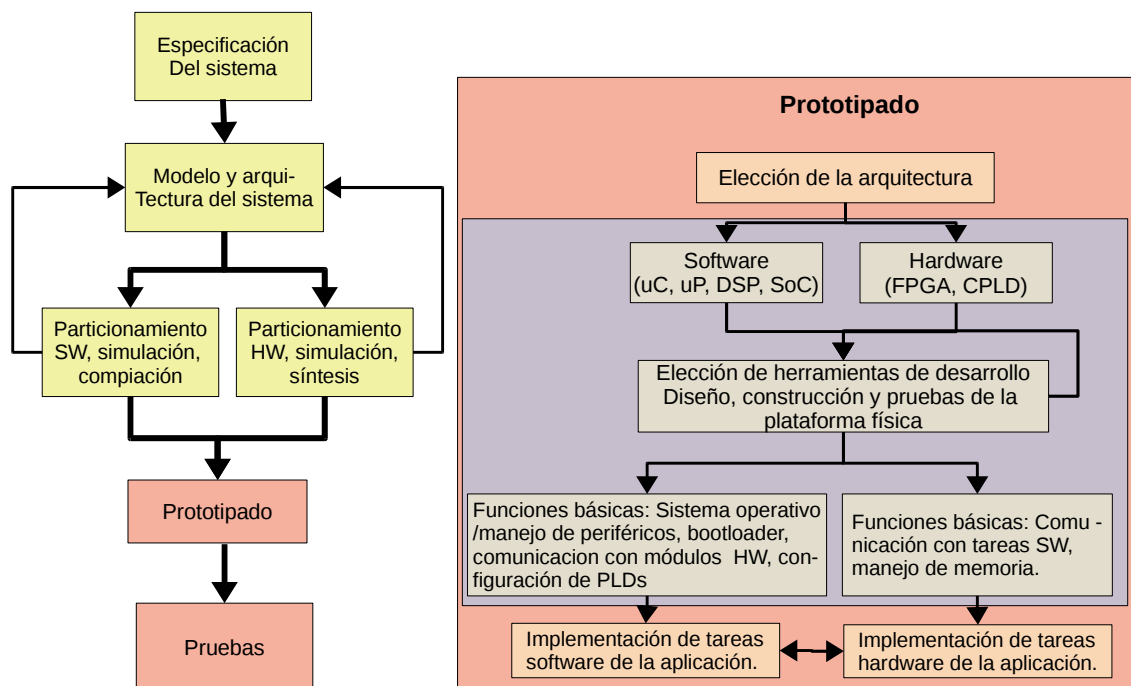 Especificación
Del sistema
Modelo y arqui-
Tectura del sistema
Particionamiento
SW, simulación,
compiación
Particionamiento
HW, simulación,
síntesis
Prototipado
Pruebas
Prototipado
Elección de la arquitectura
Software
(uC, uP, DSP, SoC)
Hardware
(FPGA, CPLD)
Elección de herramientas de desarrollo
Diseño, construcción y pruebas de la
plataforma física
Funciones básicas: Sistema operativo
/manejo de periféricos, bootloader,
comunicacion con módulos HW, con-
figuración de PLDs
Funciones básicas: Comu -
nicación con tareas SW,
manejo de memoria.
Implementación de tareas
software de la aplicación.
Implementación de tareas
hardware de la aplicación.